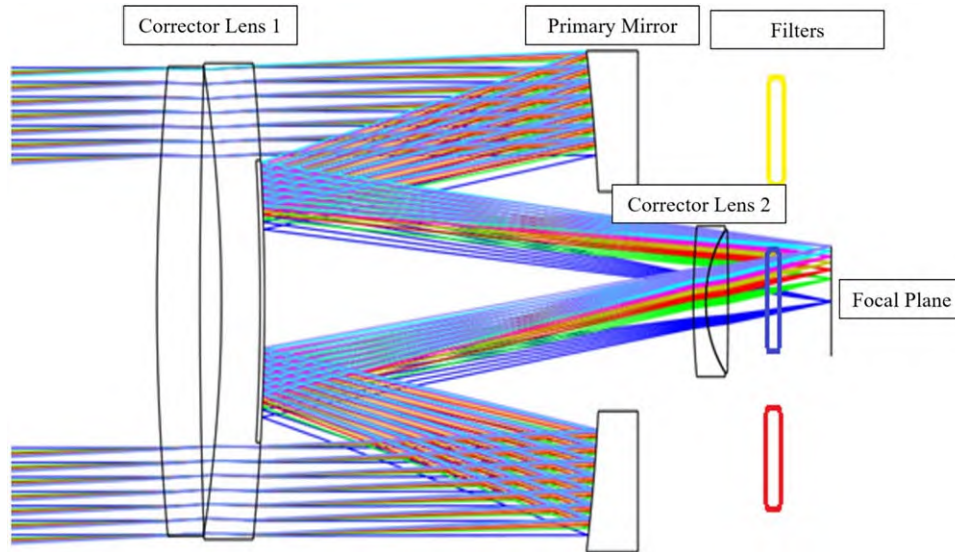 Corrector Lens 1
Primary Mirror
Filters
Corrector Lens 2
Focal Plane